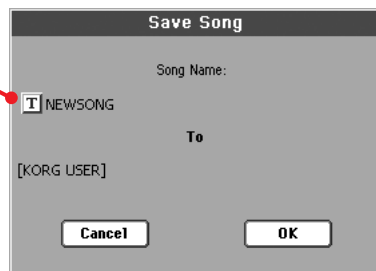 Save Song
Song Name:
T NEWSONG
To
[KORG USER]
Cancel OK